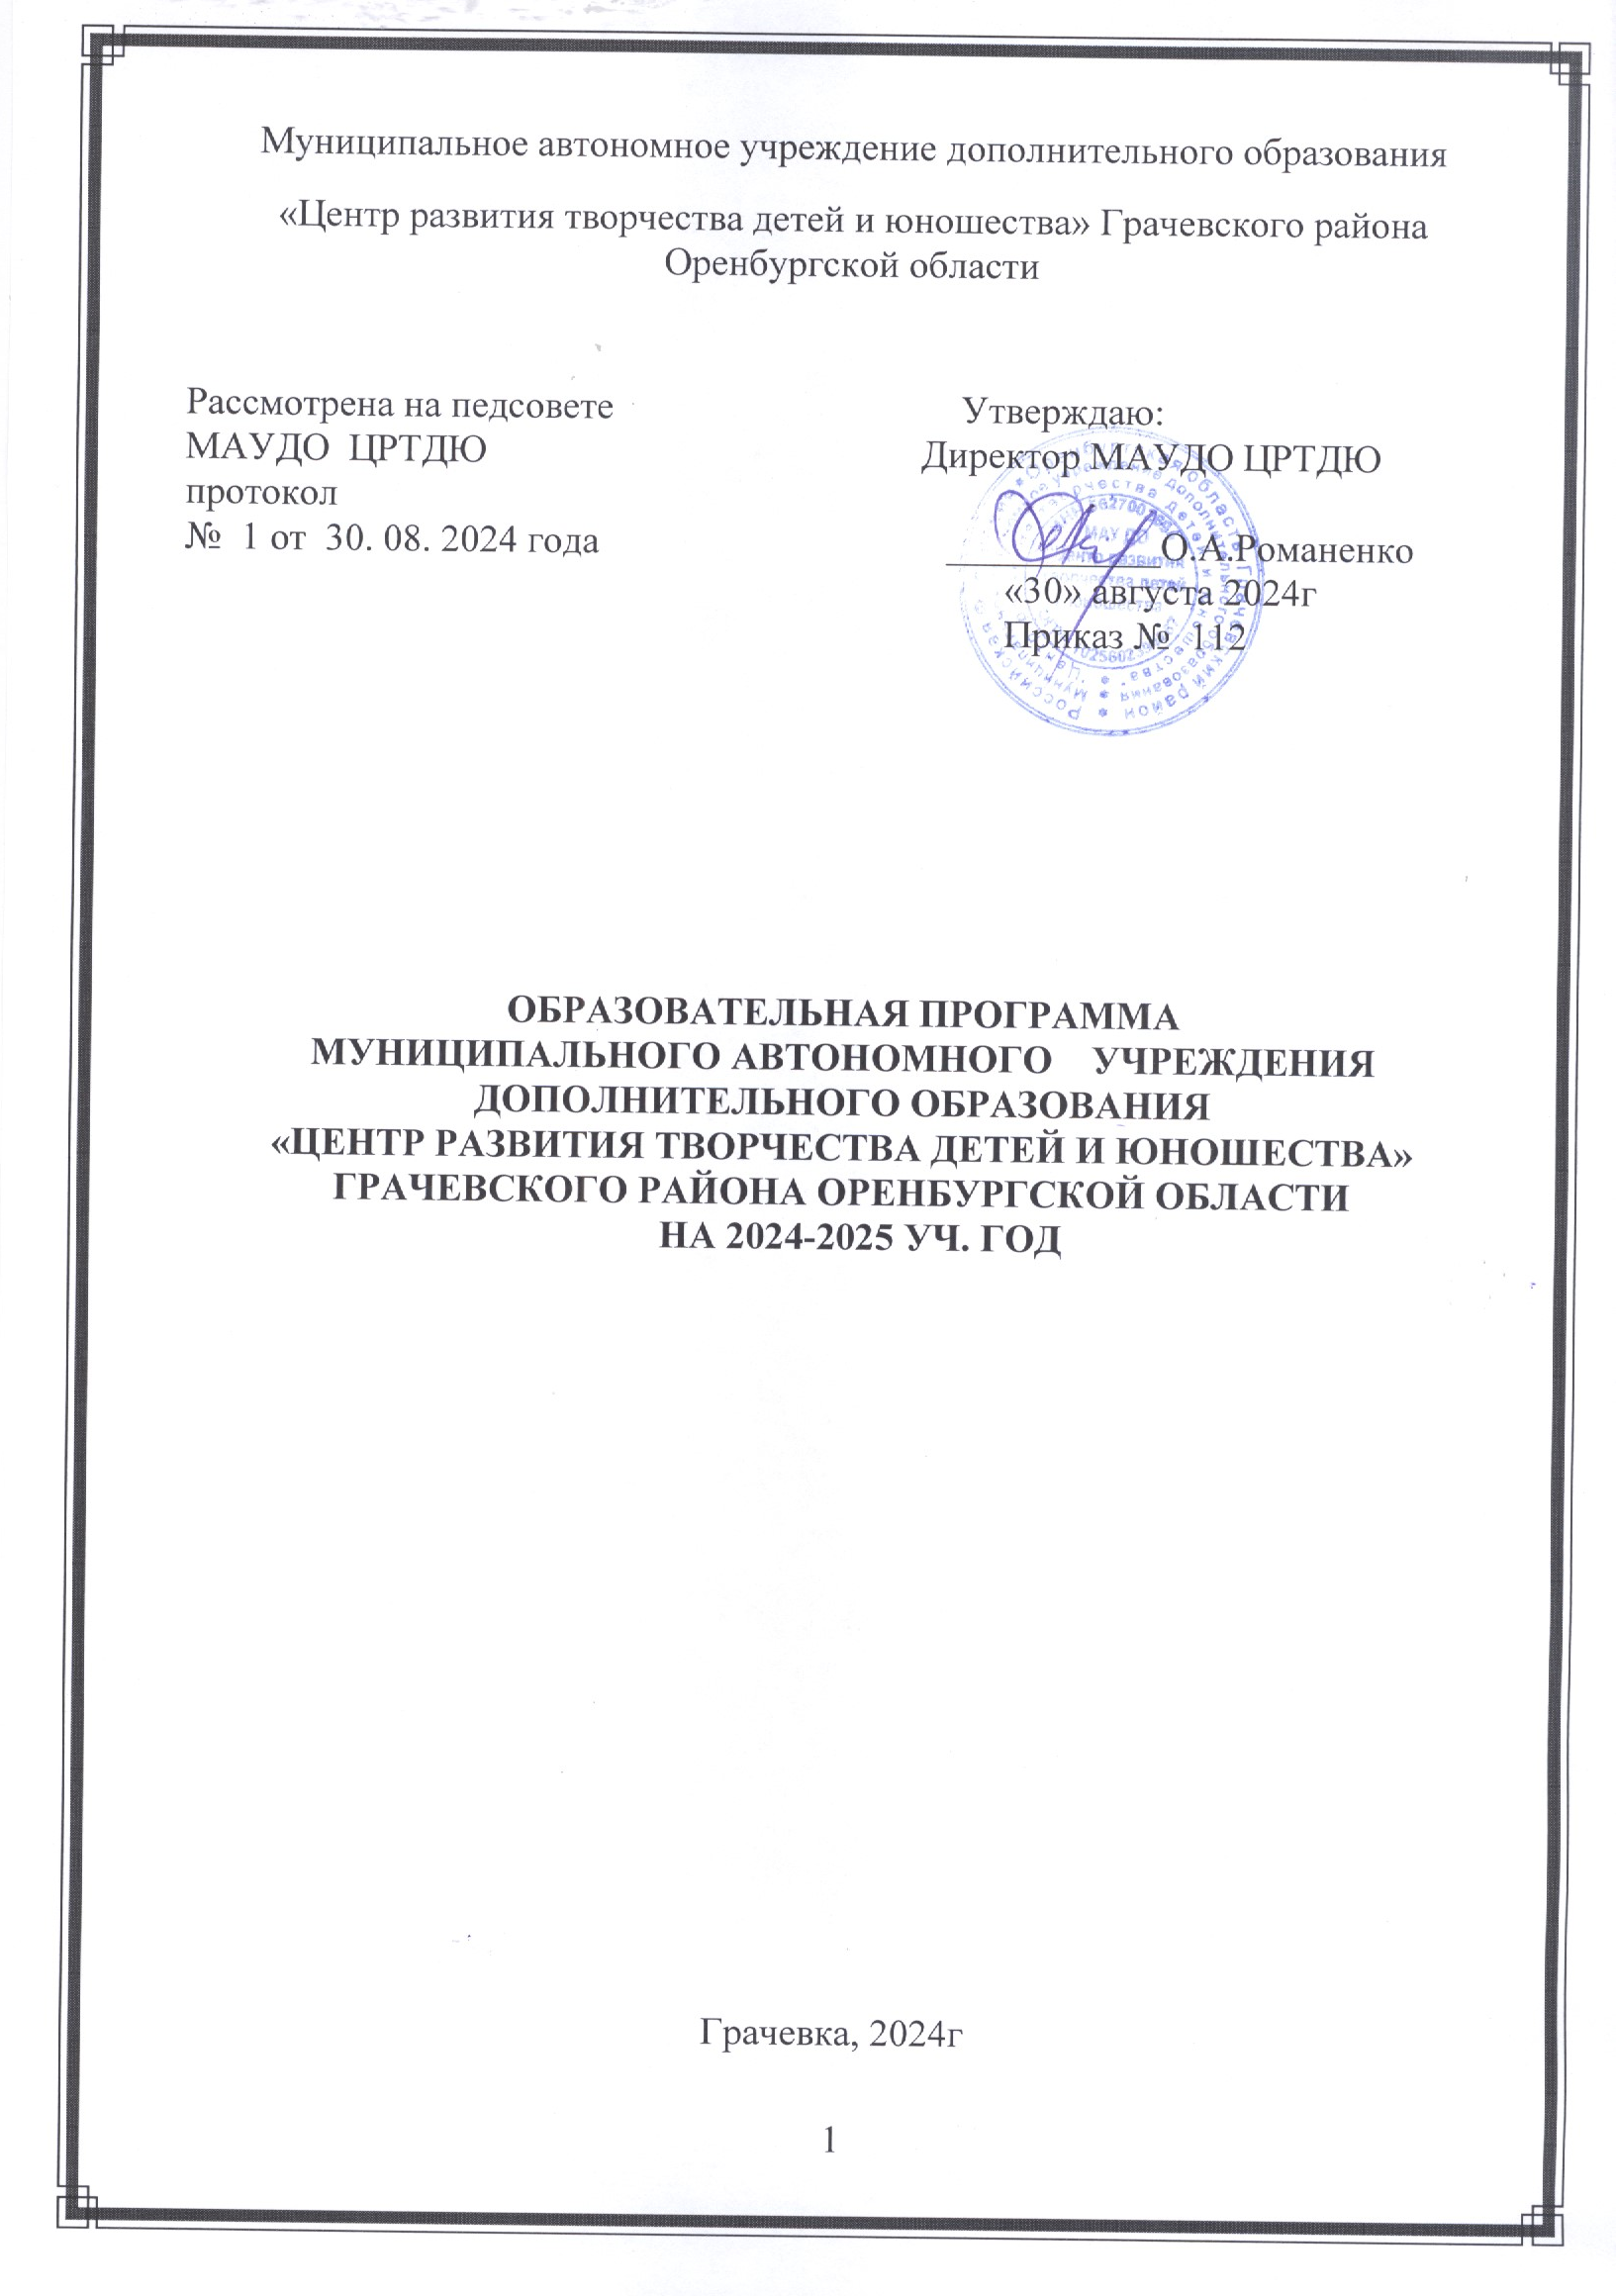 Муниципальное автономное учреждение дополнительного образования
«Центр развития творчества детей и юношества» Грачевского района
Оренбургской области
Рассмотрена на педсовете
МАУДО ЦРТДЮ
протокол
№ 1 от 30. 08. 2024 года
Утверждаю:
Директор МАУДО ЦРТДЮ
___________О.А.Романенко
«30» августа 2024г
Приказ № 112
ОБРАЗОВАТЕЛЬНАЯ ПРОГРАММА
МУНИЦИПАЛЬНОГО АВТОНОМНОГО УЧРЕЖДЕНИЯ
ДОПОЛНИТЕЛЬНОГО ОБРАЗОВАНИЯ
«ЦЕНТР РАЗВИТИЯ ТВОРЧЕСТВА ДЕТЕЙ И ЮНОШЕСТВА»
ГРАЧЕВСКОГО РАЙОНА ОРЕНБУРГСКОЙ ОБЛАСТИ
НА 2024-2025 УЧ. ГОД
Грачевка, 2024г
1